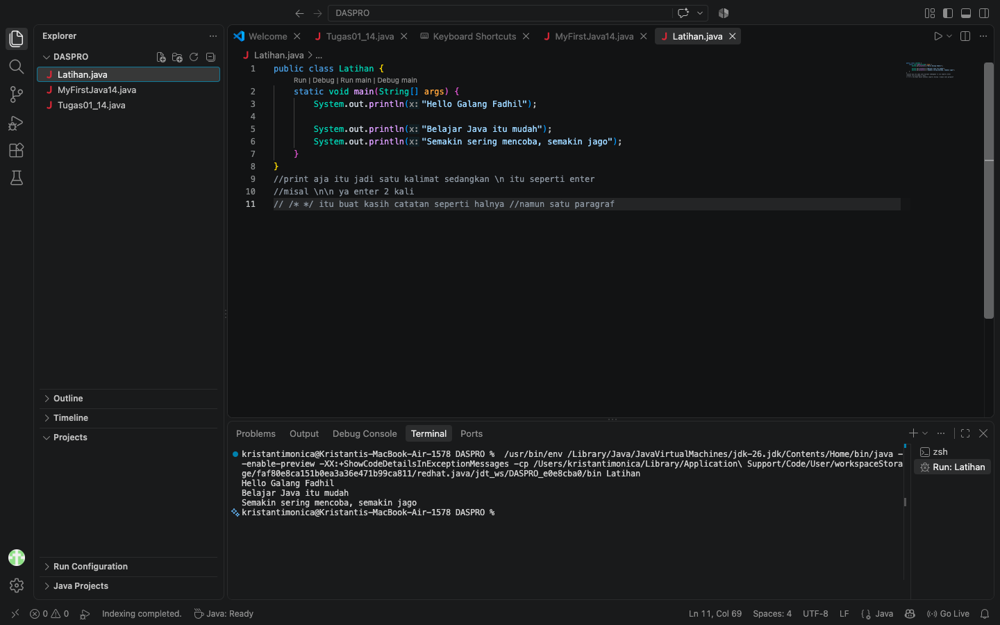 DASPRO
Explorer
DASPRO
Latihan.java
MyFirstJava14.java
Tugas01_14.java
Outline
Timeline
Projects
Run Configuration
Java Projects
Welcome
Tugas01_14.java
Keyboard Shortcuts
MyFirstJava14.java
Latihan.java
Latihan.java > ...
1 public class Latihan {
Run | Debug | Run main | Debug main
2 static void main(String[] args) {
3 System.out.println(x: "Hello Galang Fadhil");
4
5 System.out.println(x: "Belajar Java itu mudah");
6 System.out.println(x: "Semakin sering mencoba, semakin jago");
7 }
8 }
9 //print aja itu jadi satu kalimat sedangkan \n itu seperti enter
10 //misal \n\n ya enter 2 kali
11 // /* */ itu buat kasih catatan seperti halnya //namun satu paragraf
Problems Output Debug Console Terminal Ports
kristantimonica@Kristantis-MacBook-Air-1578 DASPRO %  /usr/bin/env /Library/Java/JavaVirtualMachines/jdk-26.jdk/Contents/Home/bin/java -
-enable-preview -XX:+ShowCodeDetailsInExceptionMessages -cp /Users/kristantimonica/Library/Application\ Support/Code/User/workspaceStora
ge/faf80e8ca151b0ea3a36e471b99ca811/redhat.java/jdt_ws/DASPRO_e0e8cba0/bin Latihan
Hello Galang Fadhil
Belajar Java itu mudah
Semakin sering mencoba, semakin jago
kristantimonica@Kristantis-MacBook-Air-1578 DASPRO %
zsh
Run: Latihan
0 0 Indexing completed. Java: Ready Ln 11, Col 69 Spaces: 4 UTF-8 LF {} Java Go Live